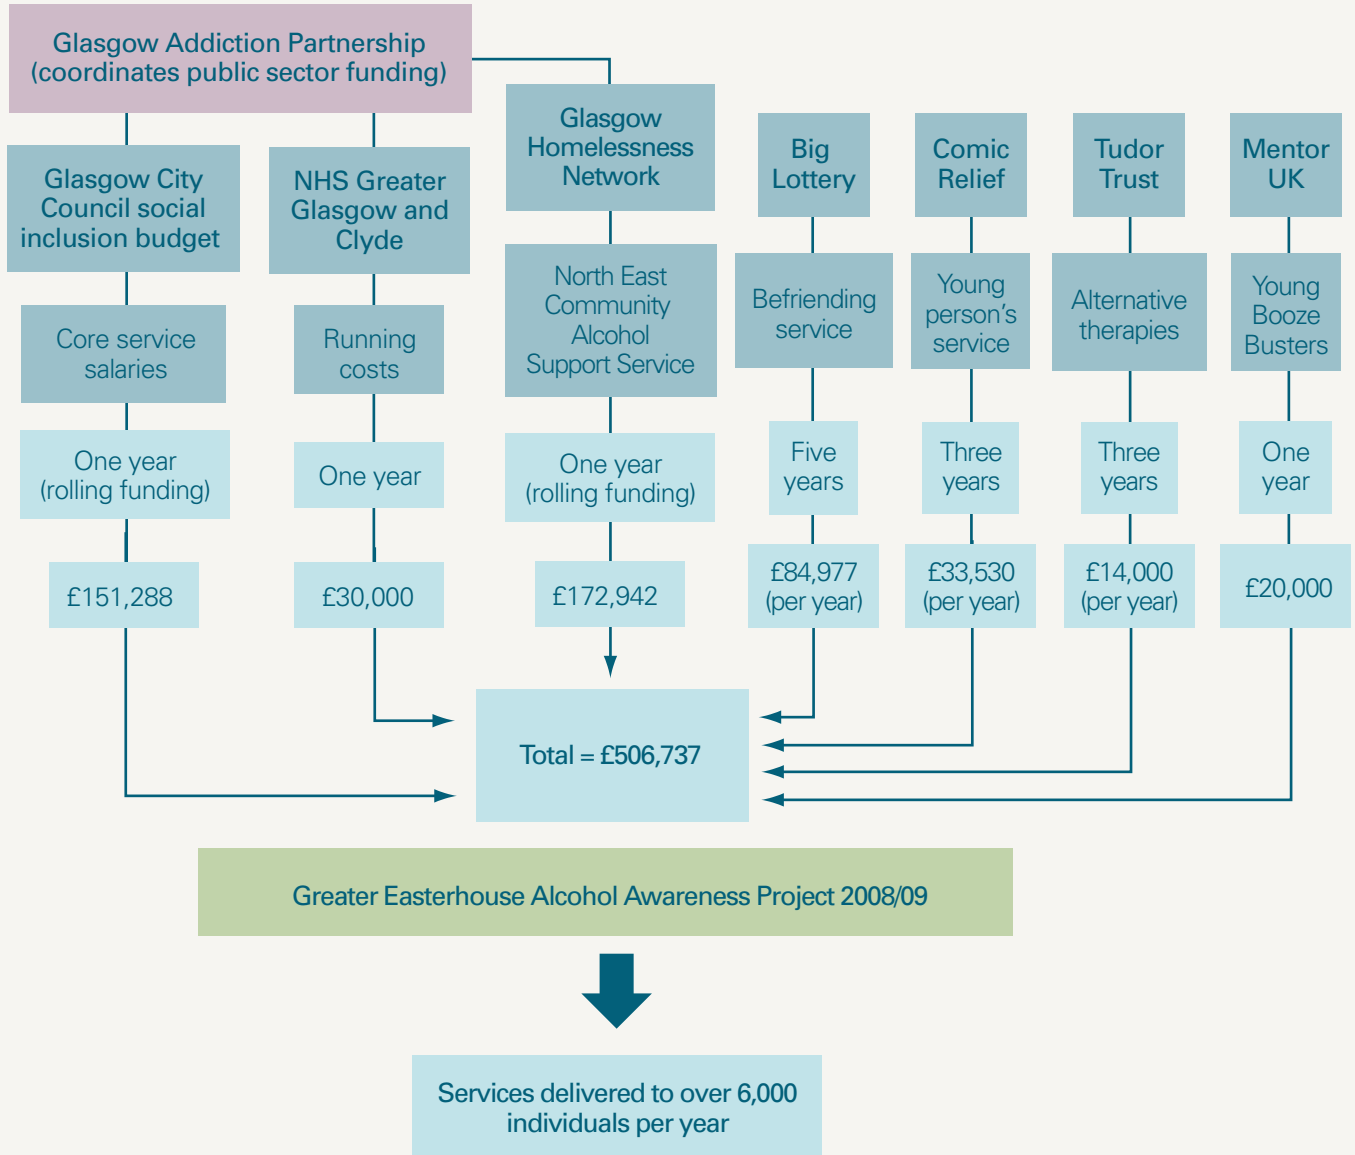 Glasgow Addiction Partnership
(coordinates public sector funding)
Glasgow City
Council social
inclusion budget
NHS Greater
Glasgow and
Clyde
Glasgow
Homelessness
Network
Big
Lottery
Comic
Relief
Tudor
Trust
Mentor
UK
Core service
salaries
Running
costs
North East
Community
Alcohol
Support Service
Befriending
service
Young
person's
service
Alternative
therapies
Young
Booze
Busters
One year
(rolling funding)
One year
One year
(rolling funding)
Five
years
Three
years
Three
years
One
year
£151,288
£30,000
£172,942
£84,977
(per year)
£33,530
(per year)
£14,000
(per year)
£20,000
Total = £506,737
Greater Easterhouse Alcohol Awareness Project 2008/09
Services delivered to over 6,000
individuals per year